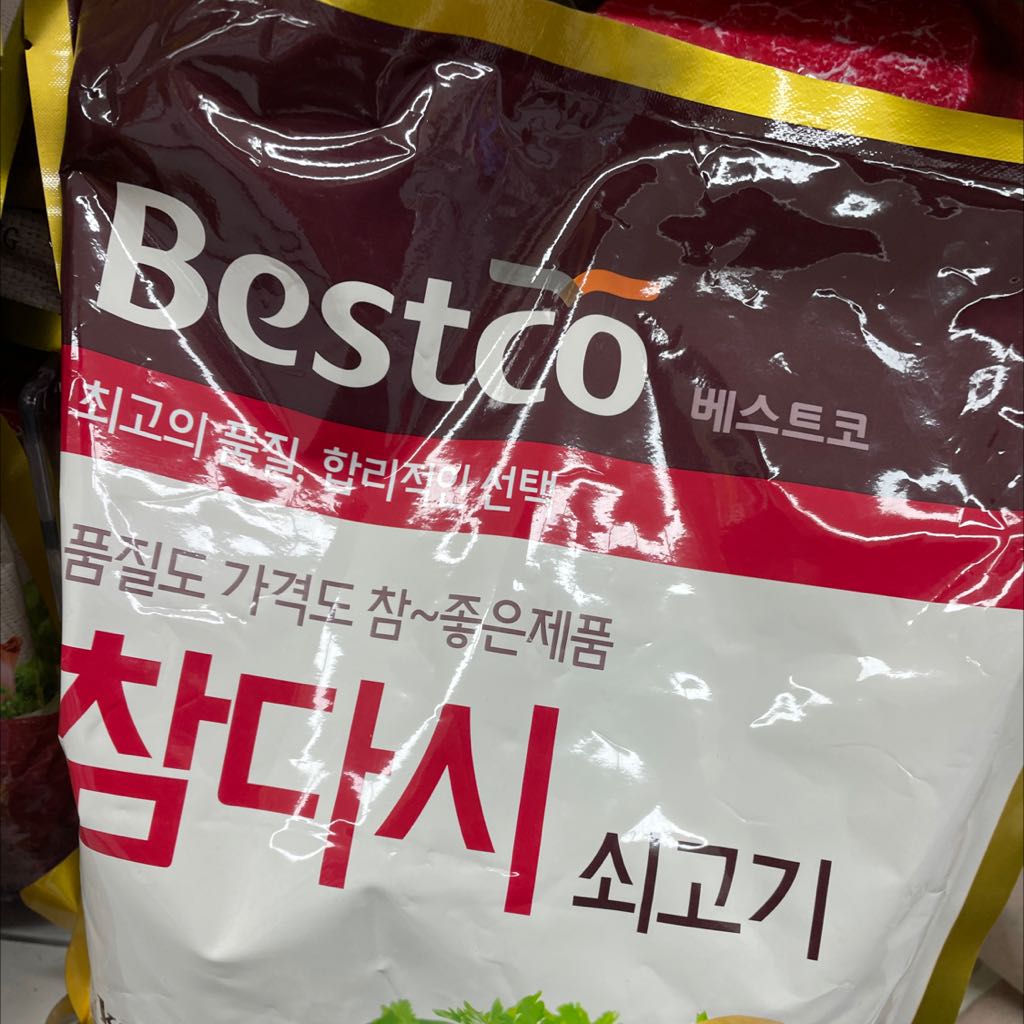 Bestco
베스트코
최고의 품질, 합리적인 선택
품질도 가격도 참~좋은제품
참다시
쇠고기